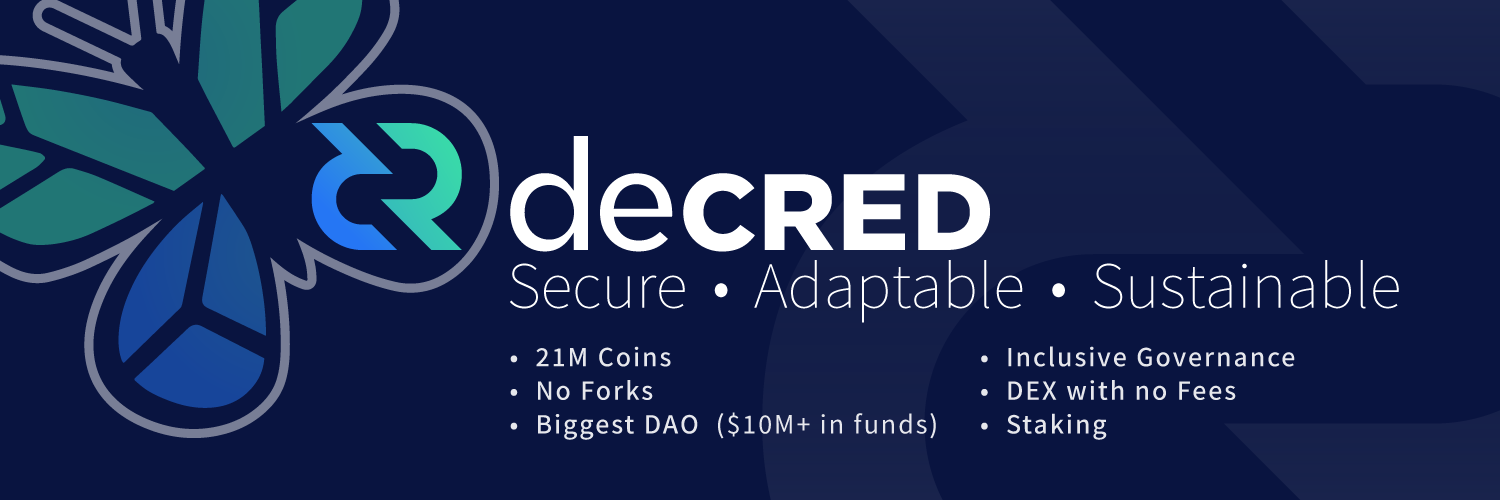 decRED
Secure • Adaptable • Sustainable
• 21M Coins
• No Forks
• Biggest DAO ($10M+ in funds)
• Inclusive Governance
• DEX with no Fees
• Staking